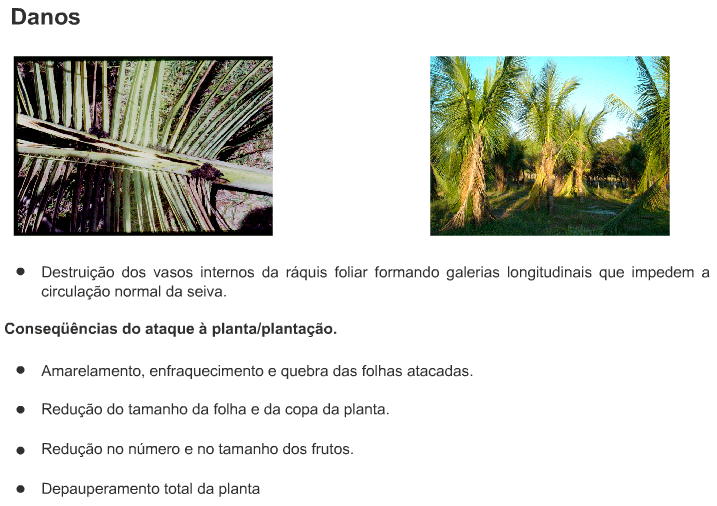 Danos
● Destruição dos vasos internos da ráquis foliar formando galerias longitudinais que impedem a
circulação normal da seiva.
Conseqüências do ataque à planta/plantação.
● Amarelamento, enfraquecimento e quebra das folhas atacadas.
● Redução do tamanho da folha e da copa da planta.
● Redução no número e no tamanho dos frutos.
● Depauperamento total da planta